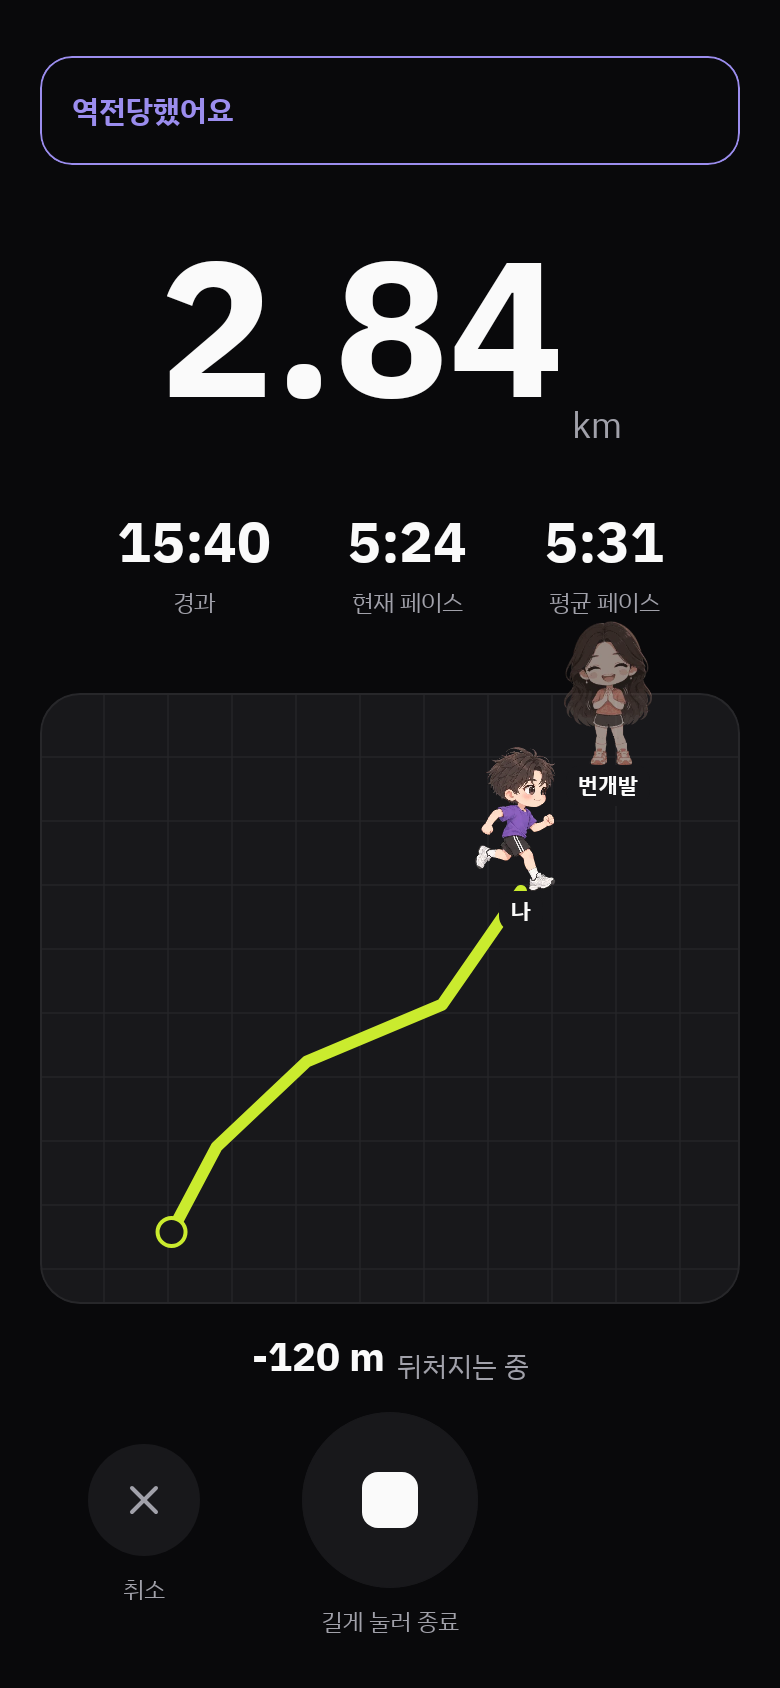 역전당했어요
2.84 km
15:40 5:24 5:31
경과 현재 페이스 평균 페이스
번개발
나
-120 m 뒤처지는 중
취소
길게 눌러 종료